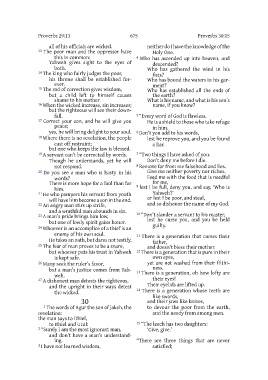 Proverbs 29:13
675
Proverbs 30:15
all of his officials are wicked.
13 The poor man and the oppressor have
this in common:
Yahweh gives sight to the eyes of
both.
14 The king who fairly judges the poor,
his throne shall be established for-
ever.
15 The rod of correction gives wisdom,
but a child left to himself causes
shame to his mother.
16 When the wicked increase, sin increases;
but the righteous will see their down-
fall.
17 Correct your son, and he will give you
peace;
yes, he will bring delight to your soul.
18 Where there is no revelation, the people
cast off restraint;
but one who keeps the law is blessed.
19 A servant can't be corrected by words.
Though he understands, yet he will
not respond.
20 Do you see a man who is hasty in his
words?
There is more hope for a fool than for
him.
21 He who pampers his servant from youth
will have him become a son in the end.
22 An angry man stirs up strife,
and a wrathful man abounds in sin.
23 A man's pride brings him low,
but one of lowly spirit gains honor.
24 Whoever is an accomplice of a thief is an
enemy of his own soul.
He takes an oath, but dares not testify.
25 The fear of man proves to be a snare,
but whoever puts his trust in Yahweh
is kept safe.
26 Many seek the ruler's favor,
but a man's justice comes from Yah-
weh.
27 A dishonest man detests the righteous,
and the upright in their ways detest
the wicked.
30
1 The words of Agur the son of Jakeh, the
revelation:
the man says to Ithiel,
to Ithiel and Ucal:
2 "Surely I am the most ignorant man,
and don't have a man's understand-
ing.
3 I have not learned wisdom,
neither do I have the knowledge of the
Holy One.
4 Who has ascended up into heaven, and
descended?
Who has gathered the wind in his
fists?
Who has bound the waters in his gar-
ment?
Who has established all the ends of
the earth?
What is his name, and what is his son's
name, if you know?
5 "Every word of God is flawless.
He is a shield to those who take refuge
in him.
6 Don't you add to his words,
lest he reprove you, and you be found
a liar.
7 "Two things I have asked of you.
Don't deny me before I die.
8 Remove far from me falsehood and lies.
Give me neither poverty nor riches.
Feed me with the food that is needful
for me,
9 lest I be full, deny you, and say, 'Who is
Yahweh?'
or lest I be poor, and steal,
and so dishonor the name of my God.
10 "Don't slander a servant to his master,
lest he curse you, and you be held
guilty.
11 There is a generation that curses their
father,
and doesn't bless their mother.
12 There is a generation that is pure in their
own eyes,
yet are not washed from their filthi-
ness.
13 There is a generation, oh how lofty are
their eyes!
Their eyelids are lifted up.
14 There is a generation whose teeth are
like swords,
and their jaws like knives,
to devour the poor from the earth,
and the needy from among men.
15 "The leech has two daughters:
'Give, give.'
"There are three things that are never
satisfied;